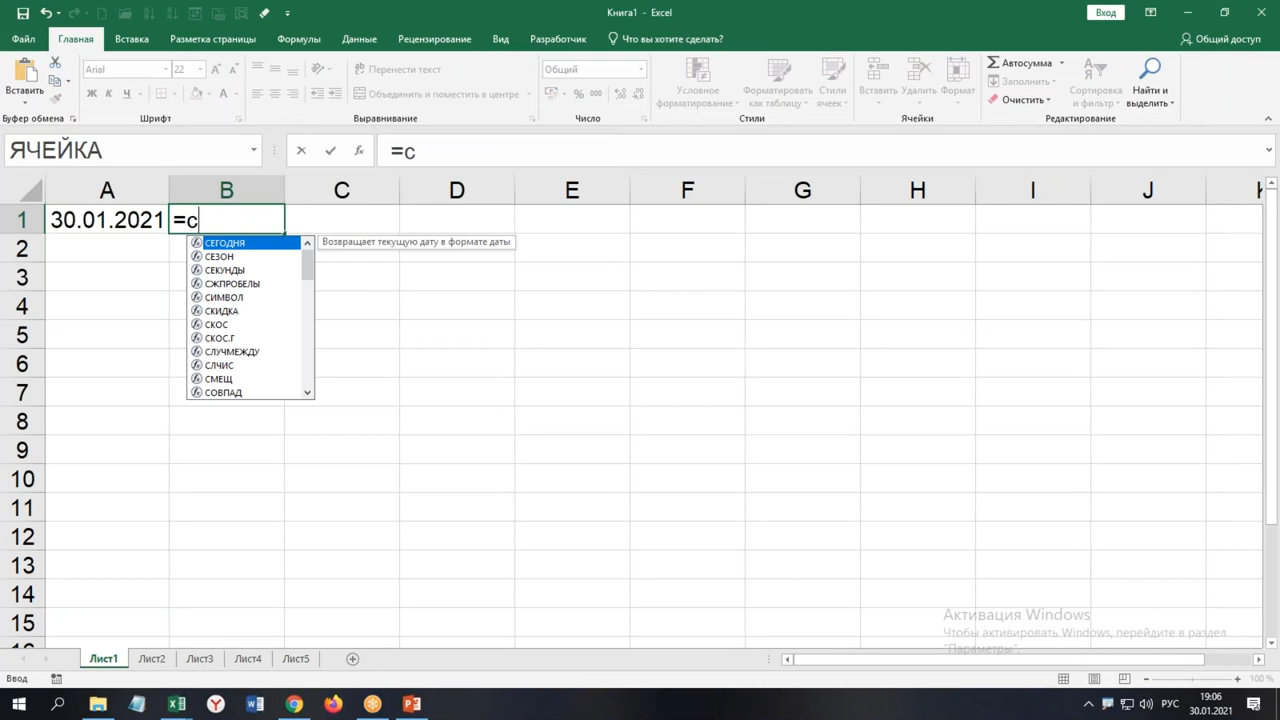 Книга1 - Excel
Вход
Файл Главная Вставка Разметка страницы Формулы Данные Рецензирование Вид Разработчик Что вы хотите сделать? Общий доступ
Вставить
Arial 22
Ж К Ч
Перенести текст
Объединить и поместить в центре
Общий
% 000
Условное форматирование
Форматировать как таблицу
Стили ячеек
Вставить Удалить Формат
Автосумма
Заполнить
Очистить
Сортировка и фильтр
Найти и выделить
Буфер обмена Шрифт Выравнивание Число Стили Ячейки Редактирование
ЯЧЕЙКА fx =с
A B C D E F G H I J K
1 30.01.2021 =с
СЕГОДНЯ Возвращает текущую дату в формате даты
СЕЗОН
СЕКУНДЫ
СЖПРОБЕЛЫ
СИМВОЛ
СКИДКА
СКОС
СКОС.Г
СЛУЧМЕЖДУ
СЛЧИС
СМЕЩ
СОВПАД
2
3
4
5
6
7
8
9
10
11
12
13
14
15
16
Активация Windows
Чтобы активировать Windows, перейдите в раздел
"Параметры".
Лист1 Лист2 Лист3 Лист4 Лист5
Ввод 100 %
РУС 19:06
30.01.2021